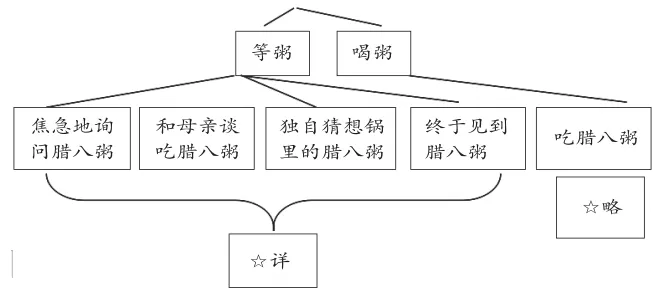 等粥
喝粥
焦急地询
问腊八粥
和母亲谈
吃腊八粥
独自猜想锅
里的腊八粥
终于见到
腊八粥
吃腊八粥
☆略
☆详